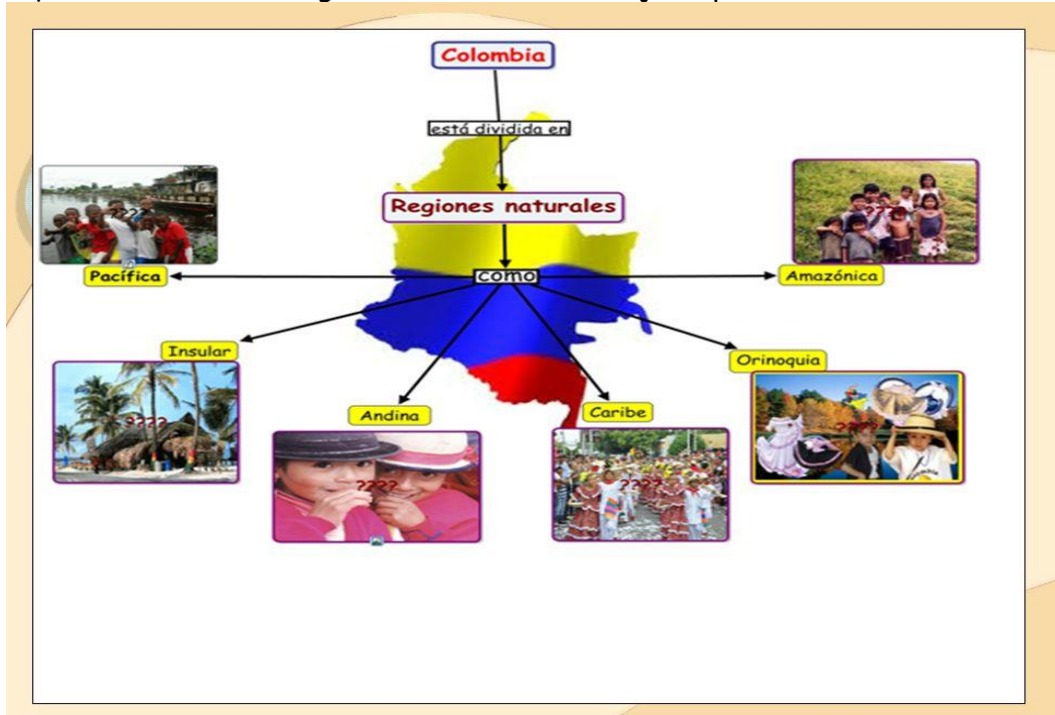 Colombia
está dividida en
Regiones naturales
como
????
Pacífica
????
Amazónica
Insular
????
Orinoquia
????
Andina
????
Caribe
????